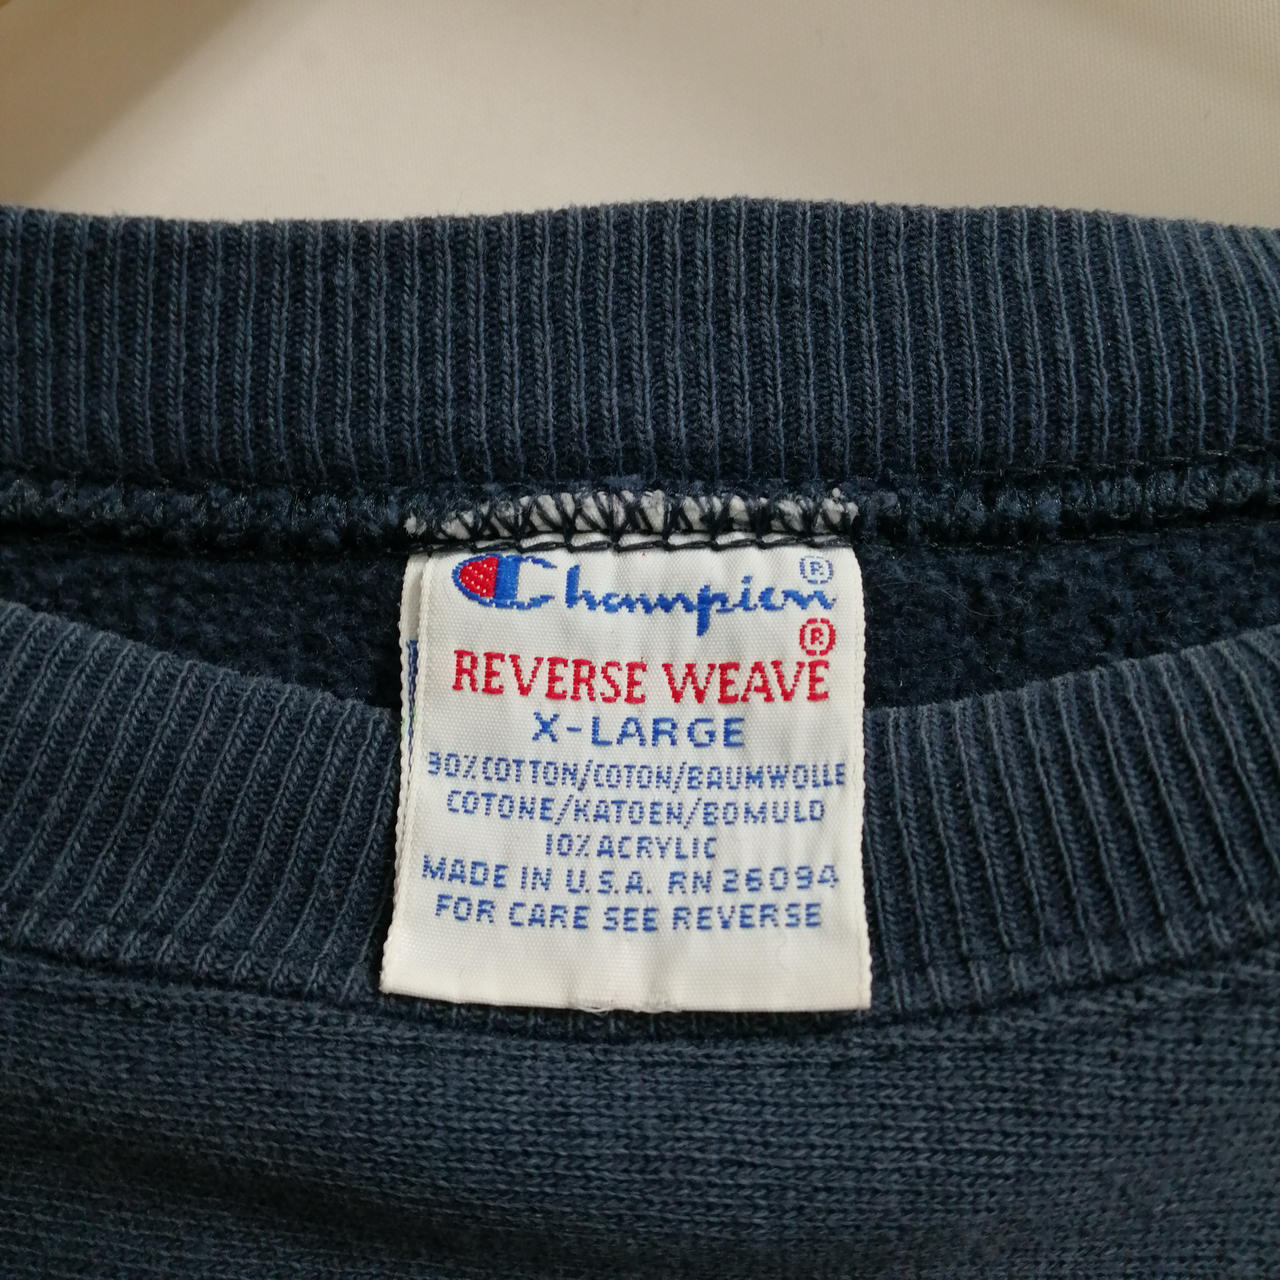 Champion®
REVERSE WEAVE®
X-LARGE
90%COTTON/COTON/BAUMWOLLE
COTONE/KATOEN/BOMULD
10%ACRYLIC
MADE IN U.S.A. RN 26094
FOR CARE SEE REVERSE